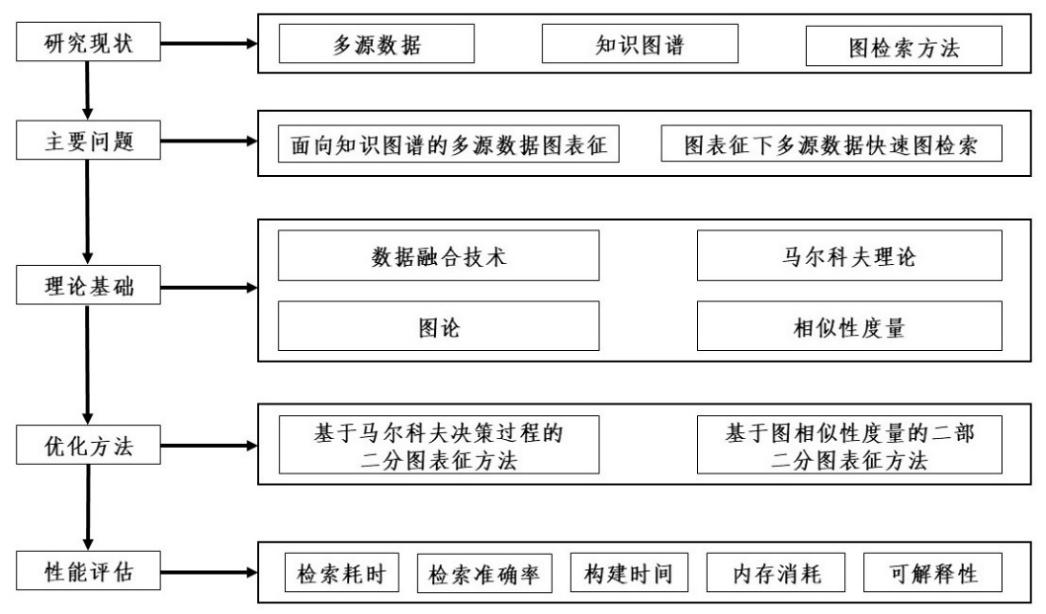 研究现状
多源数据
知识图谱
图检索方法
主要问题
面向知识图谱的多源数据图表征
图表征下多源数据快速图检索
理论基础
数据融合技术
马尔科夫理论
图论
相似性度量
优化方法
基于马尔科夫决策过程的
二分图表征方法
基于图相似性度量的二部
二分图表征方法
性能评估
检索耗时
检索准确率
构建时间
内存消耗
可解释性